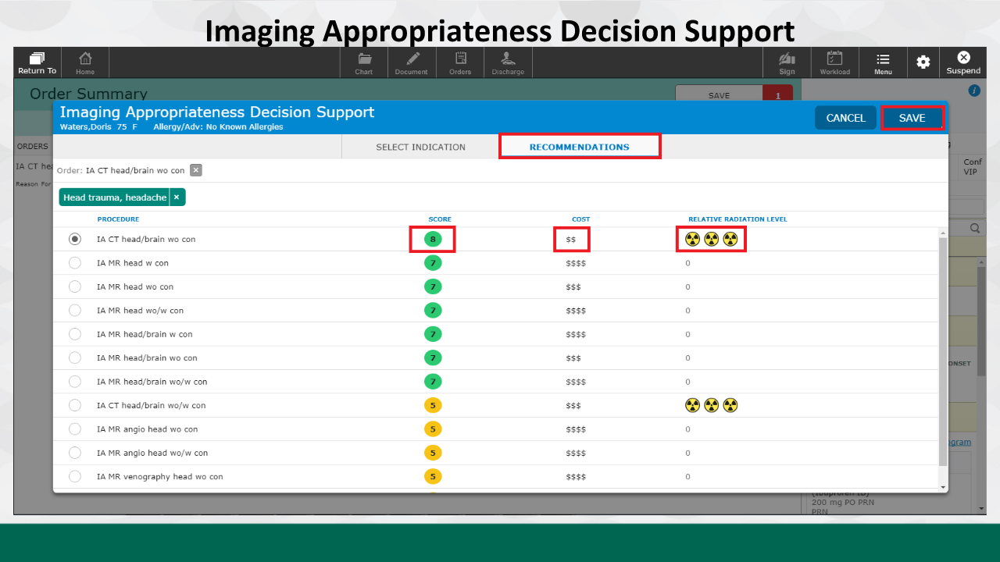 Imaging Appropriateness Decision Support
Return To Home Chart Document Orders Discharge Sign Workload Menu Suspend
Order Summary
SAVE 1
Imaging Appropriateness Decision Support
Waters,Doris 75 F Allergy/Adv: No Known Allergies
CANCEL SAVE
ORDERS
SELECT INDICATION RECOMMENDATIONS
IA CT hea
Order: IA CT head/brain wo con
Conf
VIP
Reason For
Head trauma, headache ×
PROCEDURE SCORE COST RELATIVE RADIATION LEVEL
IA CT head/brain wo con 8 $$
IA MR head w con 7 $$$$ 0
IA MR head wo con 7 $$$ 0
IA MR head wo/w con 7 $$$$ 0
IA MR head/brain w con 7 $$$$ 0
IA MR head/brain wo con 7 $$$ 0
IA MR head/brain wo/w con 7 $$$$ 0
ONSET
IA CT head/brain wo/w con 5 $$$
IA MR angio head wo con 5 $$$$ 0
ogram
IA MR angio head wo/w con 5 $$$$ 0
IA MR venography head wo con 5 $$$$ 0
200 mg PO PRN
PRN